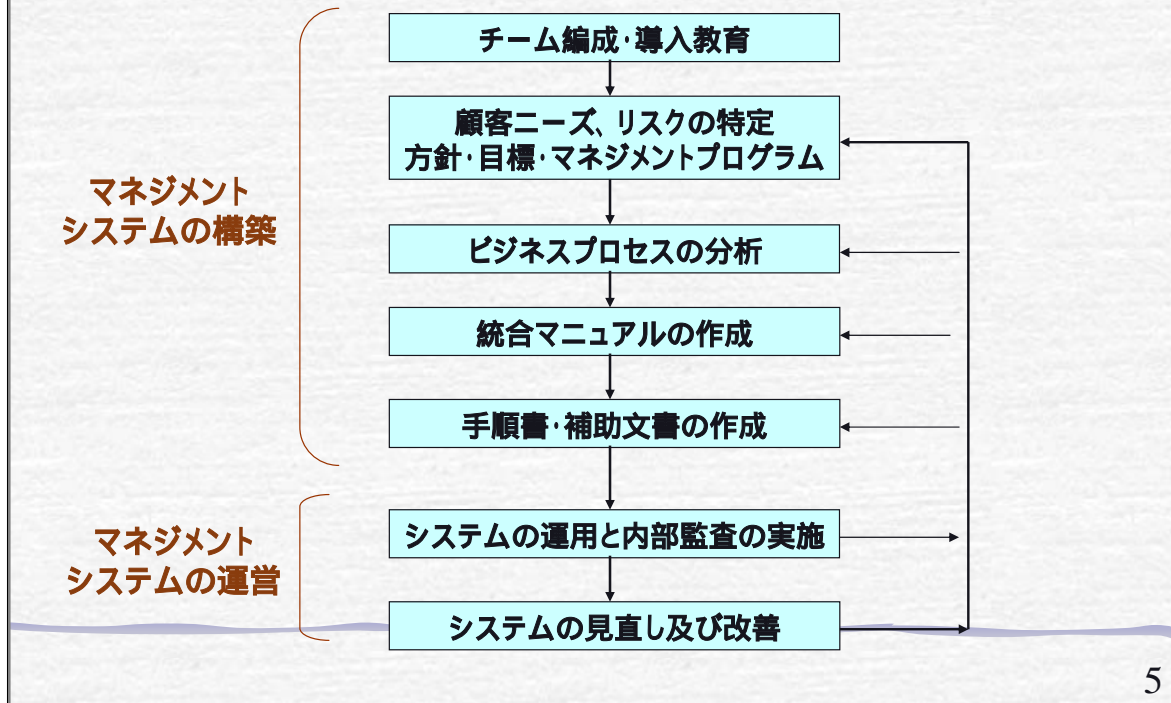 チーム編成・導入教育
顧客ニーズ、リスクの特定
方針・目標・マネジメントプログラム
マネジメント
システムの構築
ビジネスプロセスの分析
統合マニュアルの作成
手順書・補助文書の作成
マネジメント
システムの運営
システムの運用と内部監査の実施
システムの見直し及び改善
5